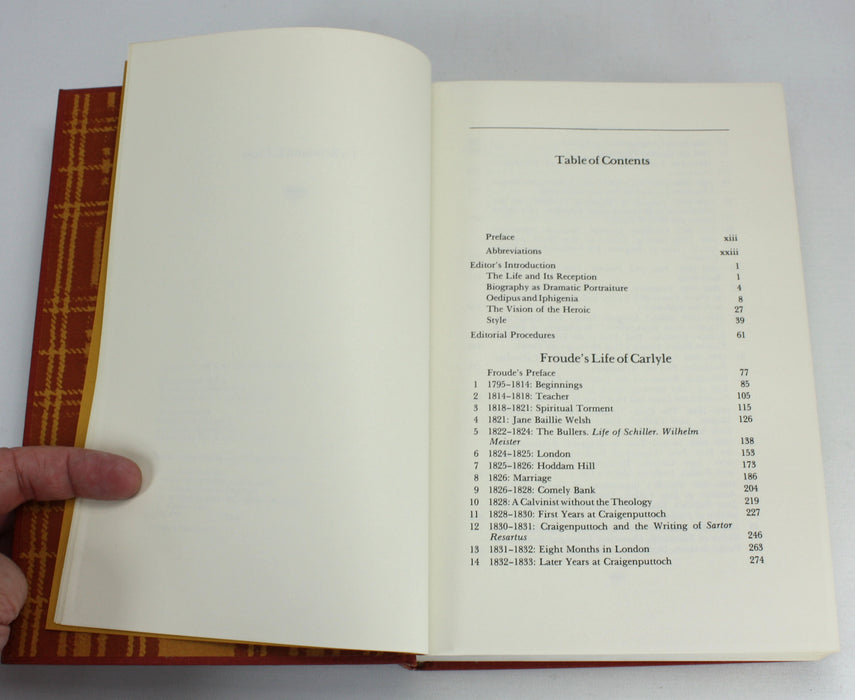 Table of Contents
Preface xiii
Abbreviations xxiii
Editor's Introduction 1
The Life and Its Reception 1
Biography as Dramatic Portraiture 4
Oedipus and Iphigenia 8
The Vision of the Heroic 27
Style 39
Editorial Procedures 61
Froude's Life of Carlyle
Froude's Preface 77
1 1795–1814: Beginnings 85
2 1814–1818: Teacher 105
3 1818–1821: Spiritual Torment 115
4 1821: Jane Baillie Welsh 126
5 1822–1824: The Bullers. Life of Schiller. Wilhelm
Meister 138
6 1824–1825: London 153
7 1825–1826: Hoddam Hill 173
8 1826: Marriage 186
9 1826–1828: Comely Bank 204
10 1828: A Calvinist without the Theology 219
11 1828–1830: First Years at Craigenputtoch 227
12 1830–1831: Craigenputtoch and the Writing of Sartor
Resartus 246
13 1831–1832: Eight Months in London 263
14 1832–1833: Later Years at Craigenputtoch 274